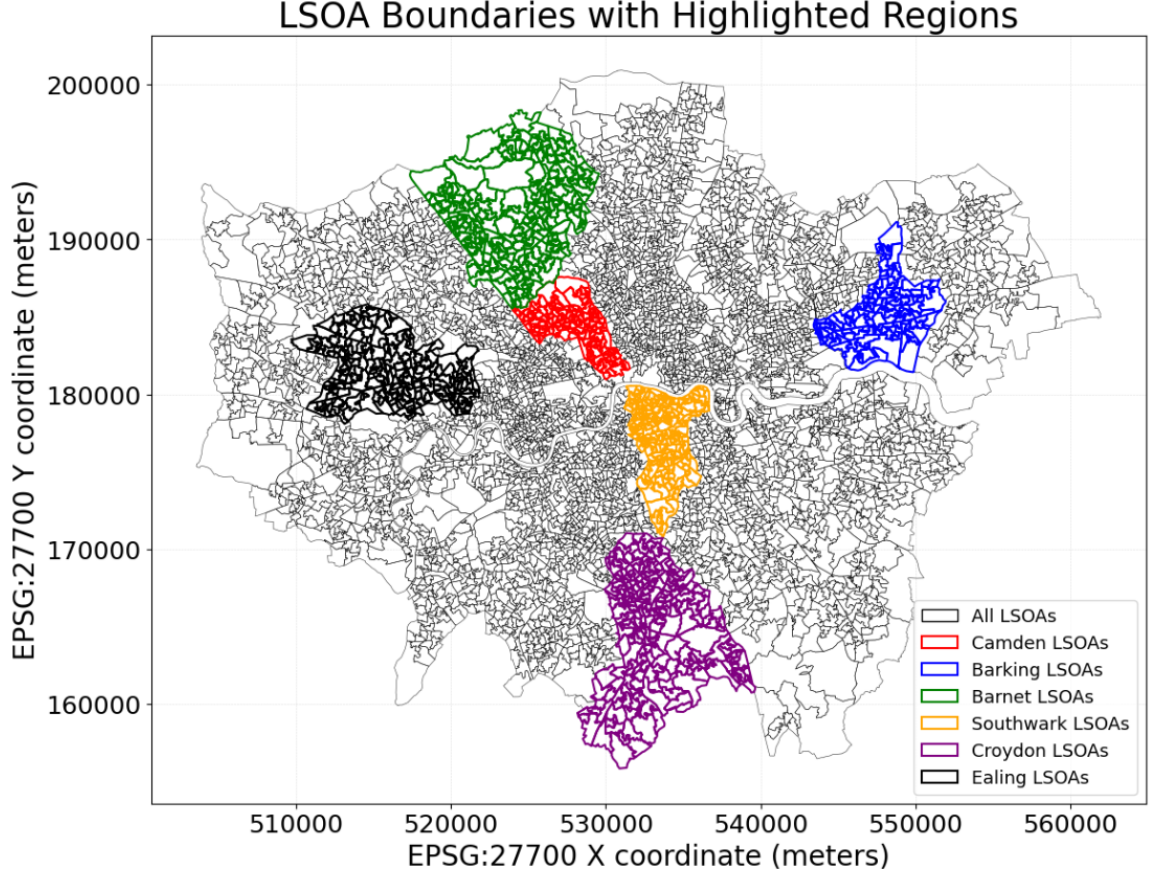 LSOA Boundaries with Highlighted Regions
EPSG:27700 Y coordinate (meters)
200000
190000
180000
170000
160000
510000 520000 530000 540000 550000 560000
EPSG:27700 X coordinate (meters)
All LSOAs
Camden LSOAs
Barking LSOAs
Barnet LSOAs
Southwark LSOAs
Croydon LSOAs
Ealing LSOAs